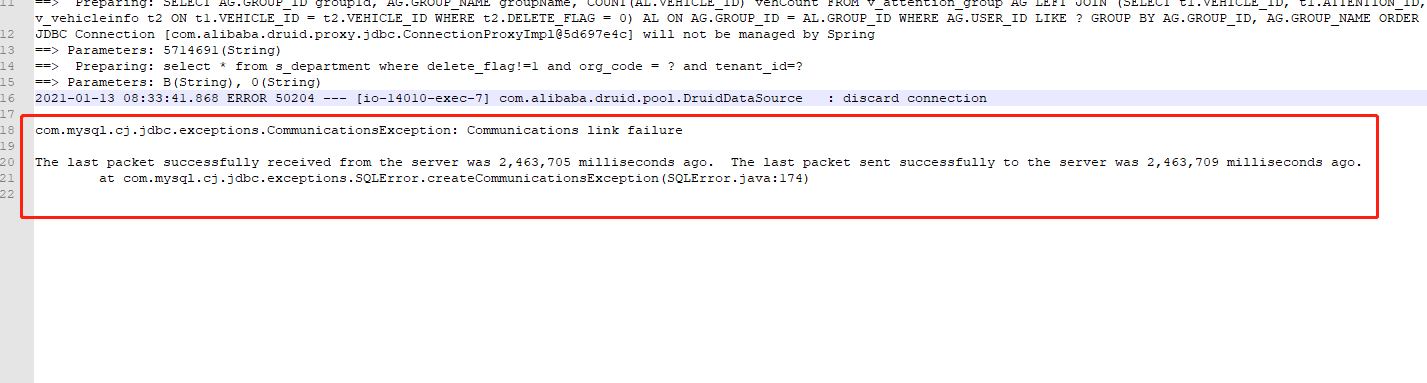 11 ==>  Preparing: SELECT AG.GROUP_ID groupId, AG.GROUP_NAME groupName, COUNT(AL.VEHICLE_ID) vehCount FROM v_attention_group AG LEFT JOIN (SELECT t1.VEHICLE_ID, t1.ATTENTION_ID,
v_vehicleinfo t2 ON t1.VEHICLE_ID = t2.VEHICLE_ID WHERE t2.DELETE_FLAG = 0) AL ON AG.GROUP_ID = AL.GROUP_ID WHERE AG.USER_ID LIKE ? GROUP BY AG.GROUP_ID, AG.GROUP_NAME ORDER
12 JDBC Connection [com.alibaba.druid.proxy.jdbc.ConnectionProxyImpl@5d697e4c] will not be managed by Spring
13 ==> Parameters: 5714691(String)
14 ==>  Preparing: select * from s_department where delete_flag!=1 and org_code = ? and tenant_id=?
15 ==> Parameters: B(String), 0(String)
16 2021-01-13 08:33:41.868 ERROR 50204 --- [io-14010-exec-7] com.alibaba.druid.pool.DruidDataSource   : discard connection
17
18 com.mysql.cj.jdbc.exceptions.CommunicationsException: Communications link failure
19
20 The last packet successfully received from the server was 2,463,705 milliseconds ago.  The last packet sent successfully to the server was 2,463,709 milliseconds ago.
21         at com.mysql.cj.jdbc.exceptions.SQLError.createCommunicationsException(SQLError.java:174)
22